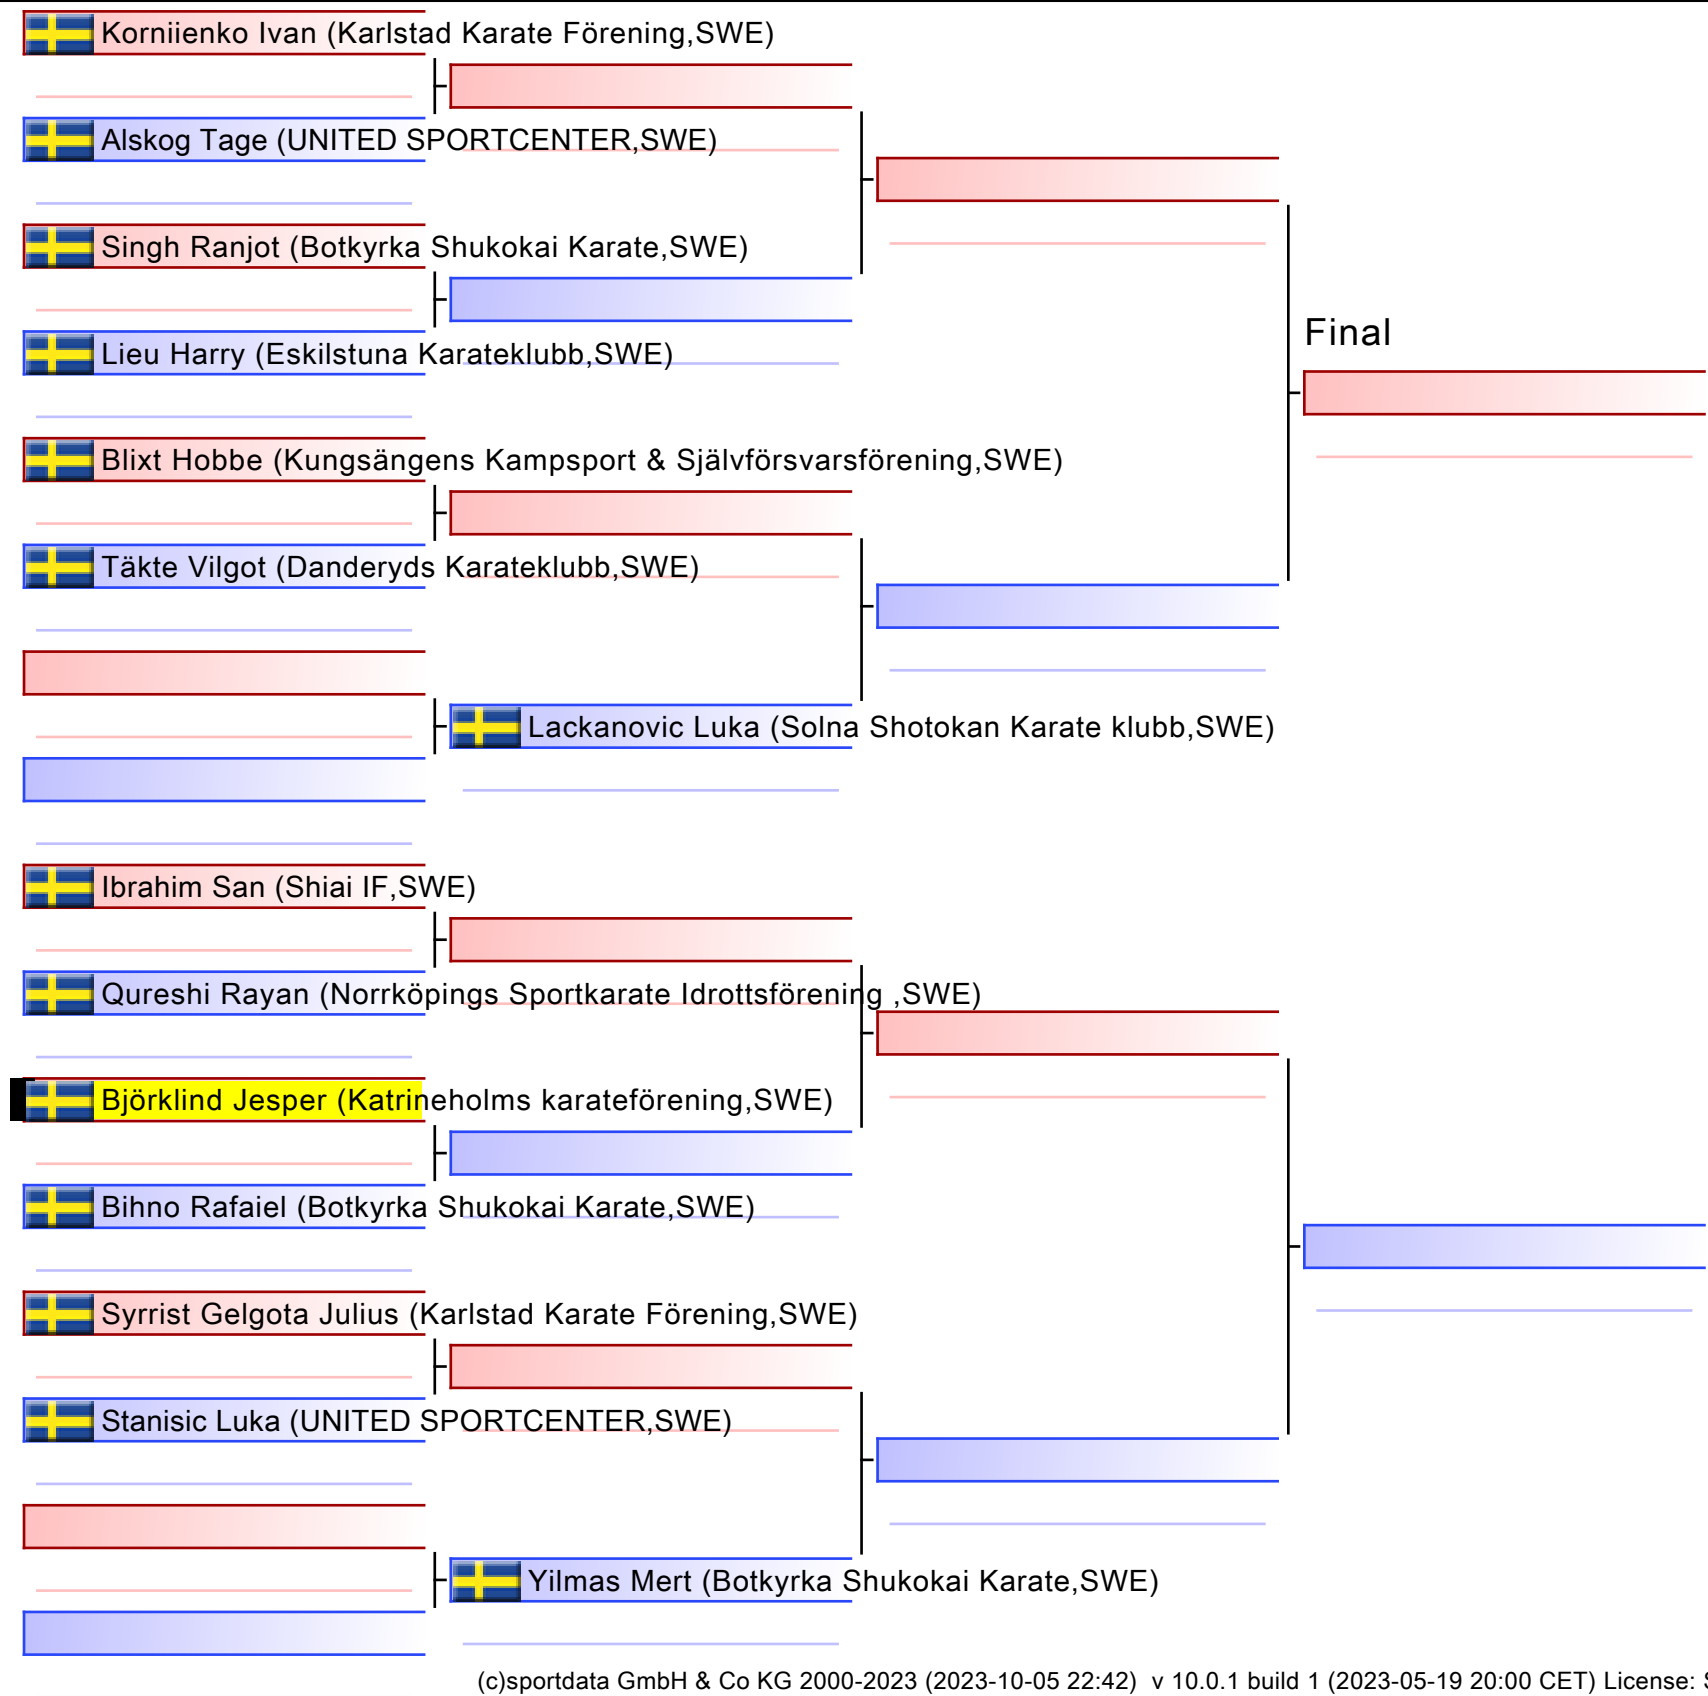 Korniienko Ivan (Karlstad Karate Förening,SWE)
Alskog Tage (UNITED SPORTCENTER,SWE)
Singh Ranjot (Botkyrka Shukokai Karate,SWE)
Final
Lieu Harry (Eskilstuna Karateklubb,SWE)
Blixt Hobbe (Kungsängens Kampsport & Självförsvarsförening,SWE)
Täkte Vilgot (Danderyds Karateklubb,SWE)
Lackanovic Luka (Solna Shotokan Karate klubb,SWE)
Ibrahim San (Shiai IF,SWE)
Qureshi Rayan (Norrköpings Sportkarate Idrottsförening ,SWE)
Björklind Jesper (Katrineholms karateförening,SWE)
Bihno Rafaiel (Botkyrka Shukokai Karate,SWE)
Syrrist Gelgota Julius (Karlstad Karate Förening,SWE)
Stanisic Luka (UNITED SPORTCENTER,SWE)
Yilmas Mert (Botkyrka Shukokai Karate,SWE)
(c)sportdata GmbH & Co KG 2000-2023 (2023-10-05 22:42) v 10.0.1 build 1 (2023-05-19 20:00 CET) License: